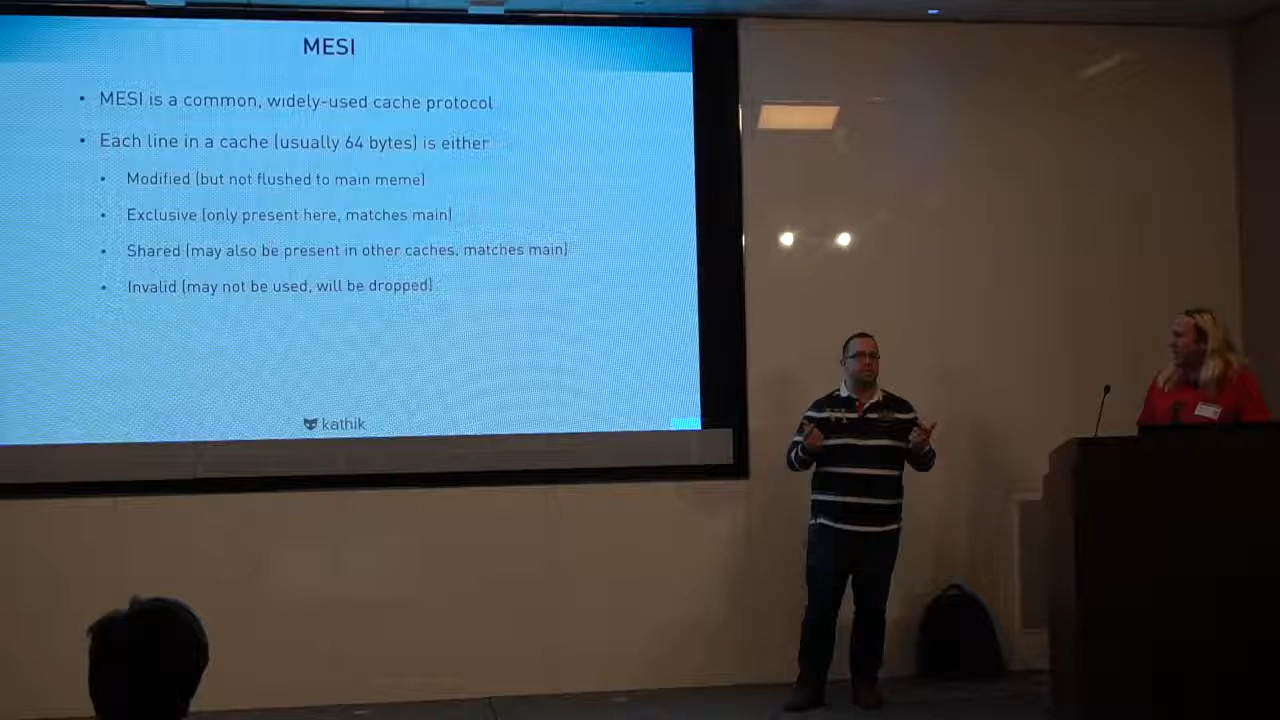 MESI
• MESI is a common, widely-used cache protocol
• Each line in a cache (usually 64 bytes) is either
• Modified (but not flushed to main meme)
• Exclusive (only present here, matches main)
• Shared (may also be present in other caches, matches main)
• Invalid (may not be used, will be dropped)
kathik